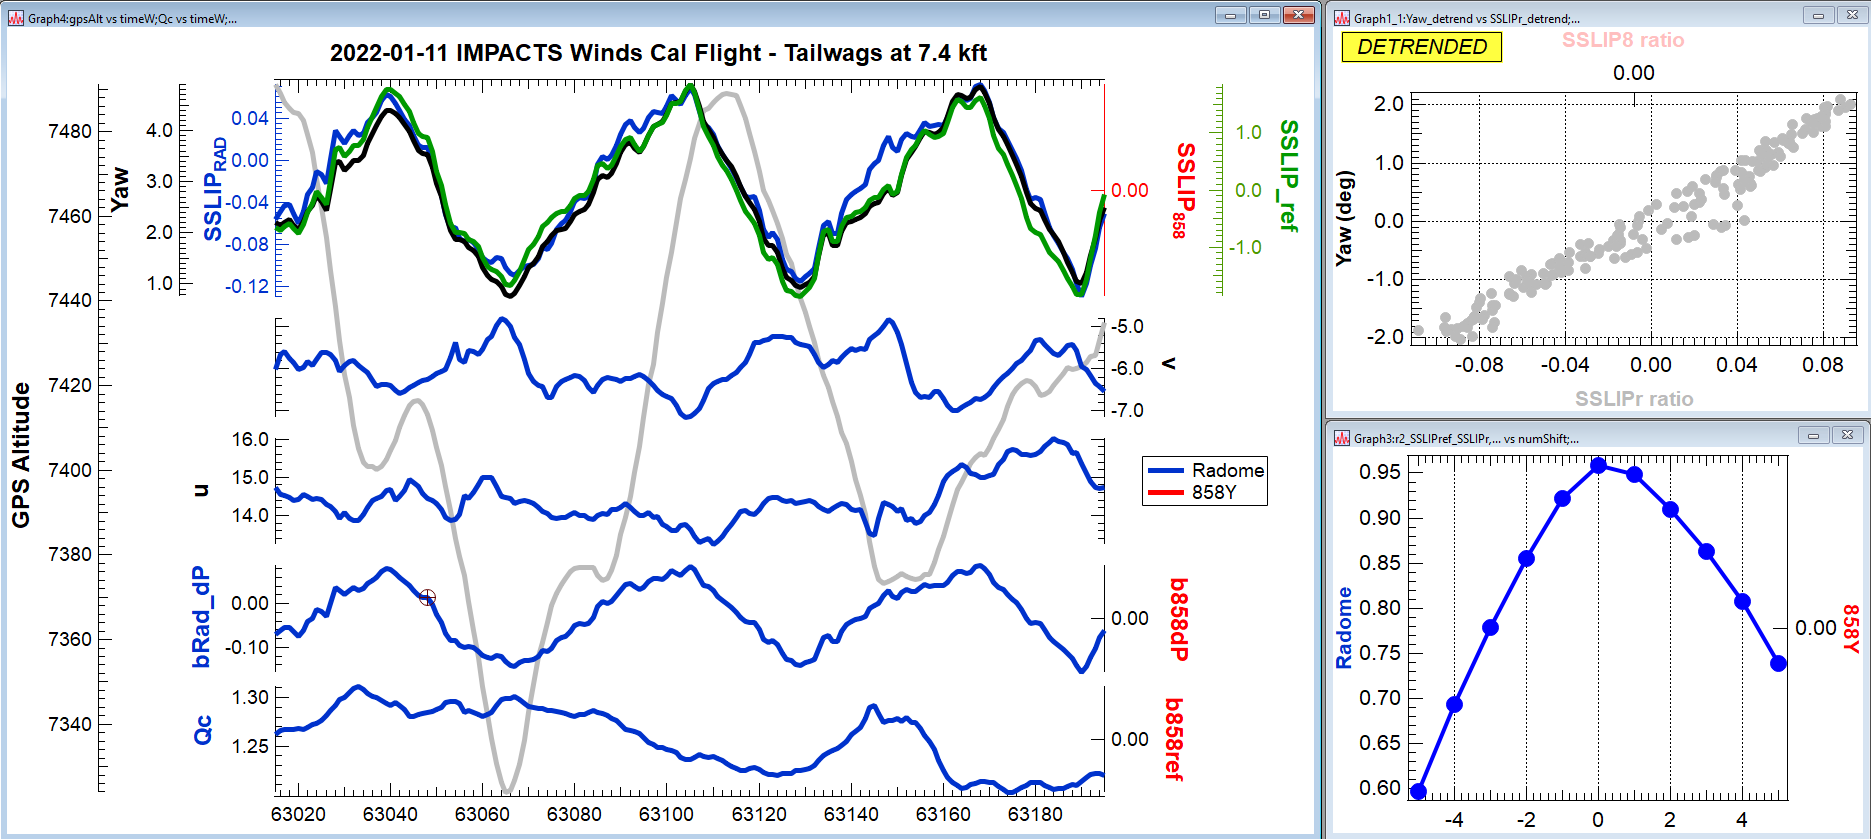 Graph4:gpsAlt vs timeW;Qc vs timeW;...
2022-01-11 IMPACTS Winds Cal Flight - Tailwags at 7.4 kft
GPS Altitude
7480
7460
7440
7420
7400
7380
7360
7340
Yaw
4.0
3.0
2.0
1.0
SSLIPRAD
0.04
0.00
-0.04
-0.08
-0.12
SSLIP858
0.00
SSLIP_ref
1.0
0.0
-1.0
v
-5.0
-6.0
-7.0
u
16.0
15.0
14.0
bRad_dP
0.00
-0.10
b858dP
0.00
Qc
1.30
1.25
b858ref
0.00
63020 63040 63060 63080 63100 63120 63140 63160 63180
Radome
858Y
Graph1_1:Yaw_detrend vs SSLIPr_detrend;...
DETRENDED
SSLIP8 ratio
0.00
Yaw (deg)
2.0
1.0
0.0
-1.0
-2.0
-0.08 -0.04 0.00 0.04 0.08
SSLIPr ratio
Graph3:r2_SSLIPref_SSLIPr,... vs numShift;...
Radome
0.95
0.90
0.85
0.80
0.75
0.70
0.65
0.60
0.00
858Y
-4 -2 0 2 4